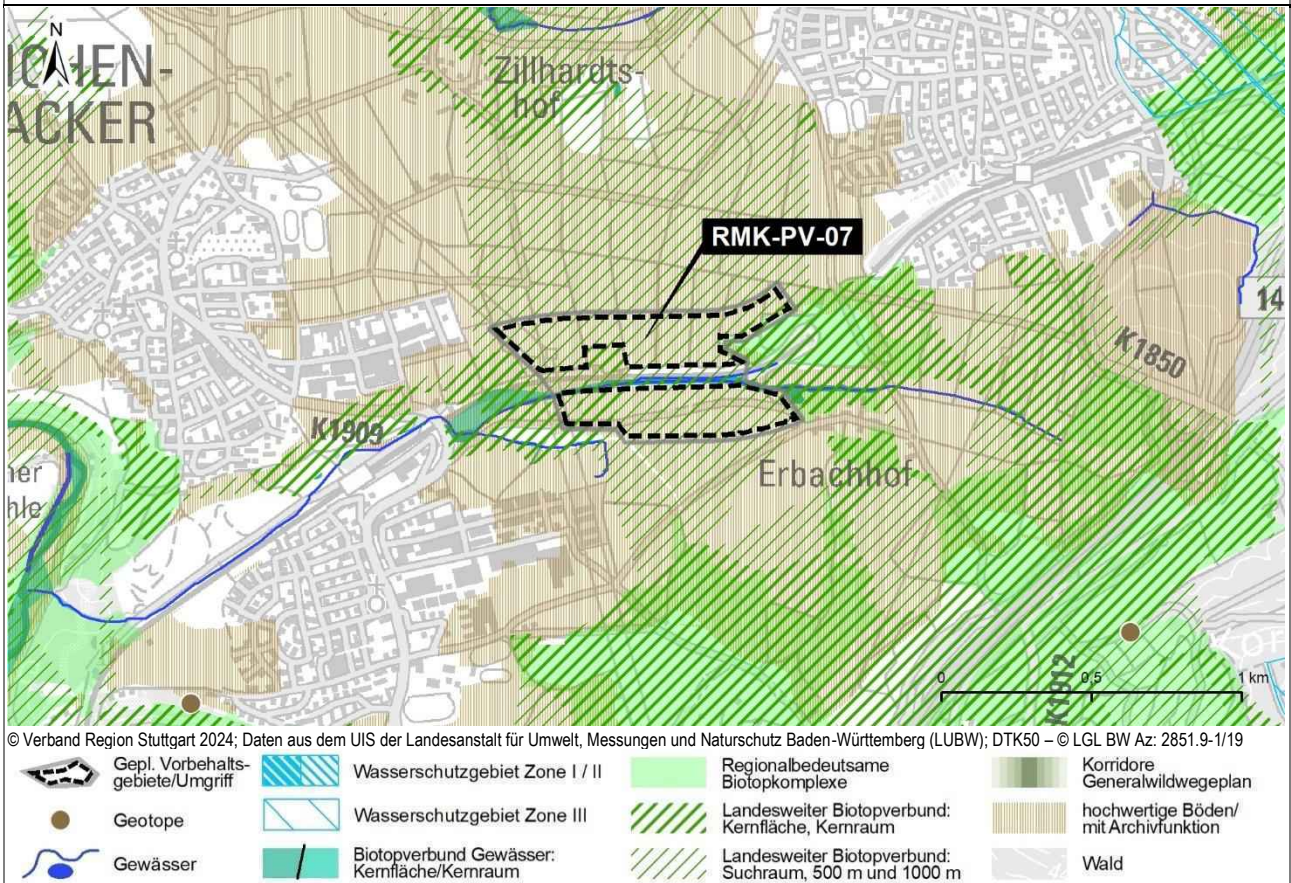 N
ACKER
Zillhardts-
hof
RMK-PV-07
14
K1850
K1909
Erbachhof
K1912
0
0,5
1 km
© Verband Region Stuttgart 2024; Daten aus dem UIS der Landesanstalt für Umwelt, Messungen und Naturschutz Baden-Württemberg (LUBW); DTK50 – © LGL BW Az: 2851.9-1/19
Gepl. Vorbehalts-
gebiete/Umgriff
Geotope
Gewässer
Wasserschutzgebiet Zone I / II
Wasserschutzgebiet Zone III
Biotopverbund Gewässer:
Kernfläche/Kernraum
Regionalbedeutsame
Biotopkomplexe
Landesweiter Biotopverbund:
Kernfläche, Kernraum
Landesweiter Biotopverbund:
Suchraum, 500 m und 1000 m
Korridore
Generalwildwegeplan
hochwertige Böden/
mit Archivfunktion
Wald